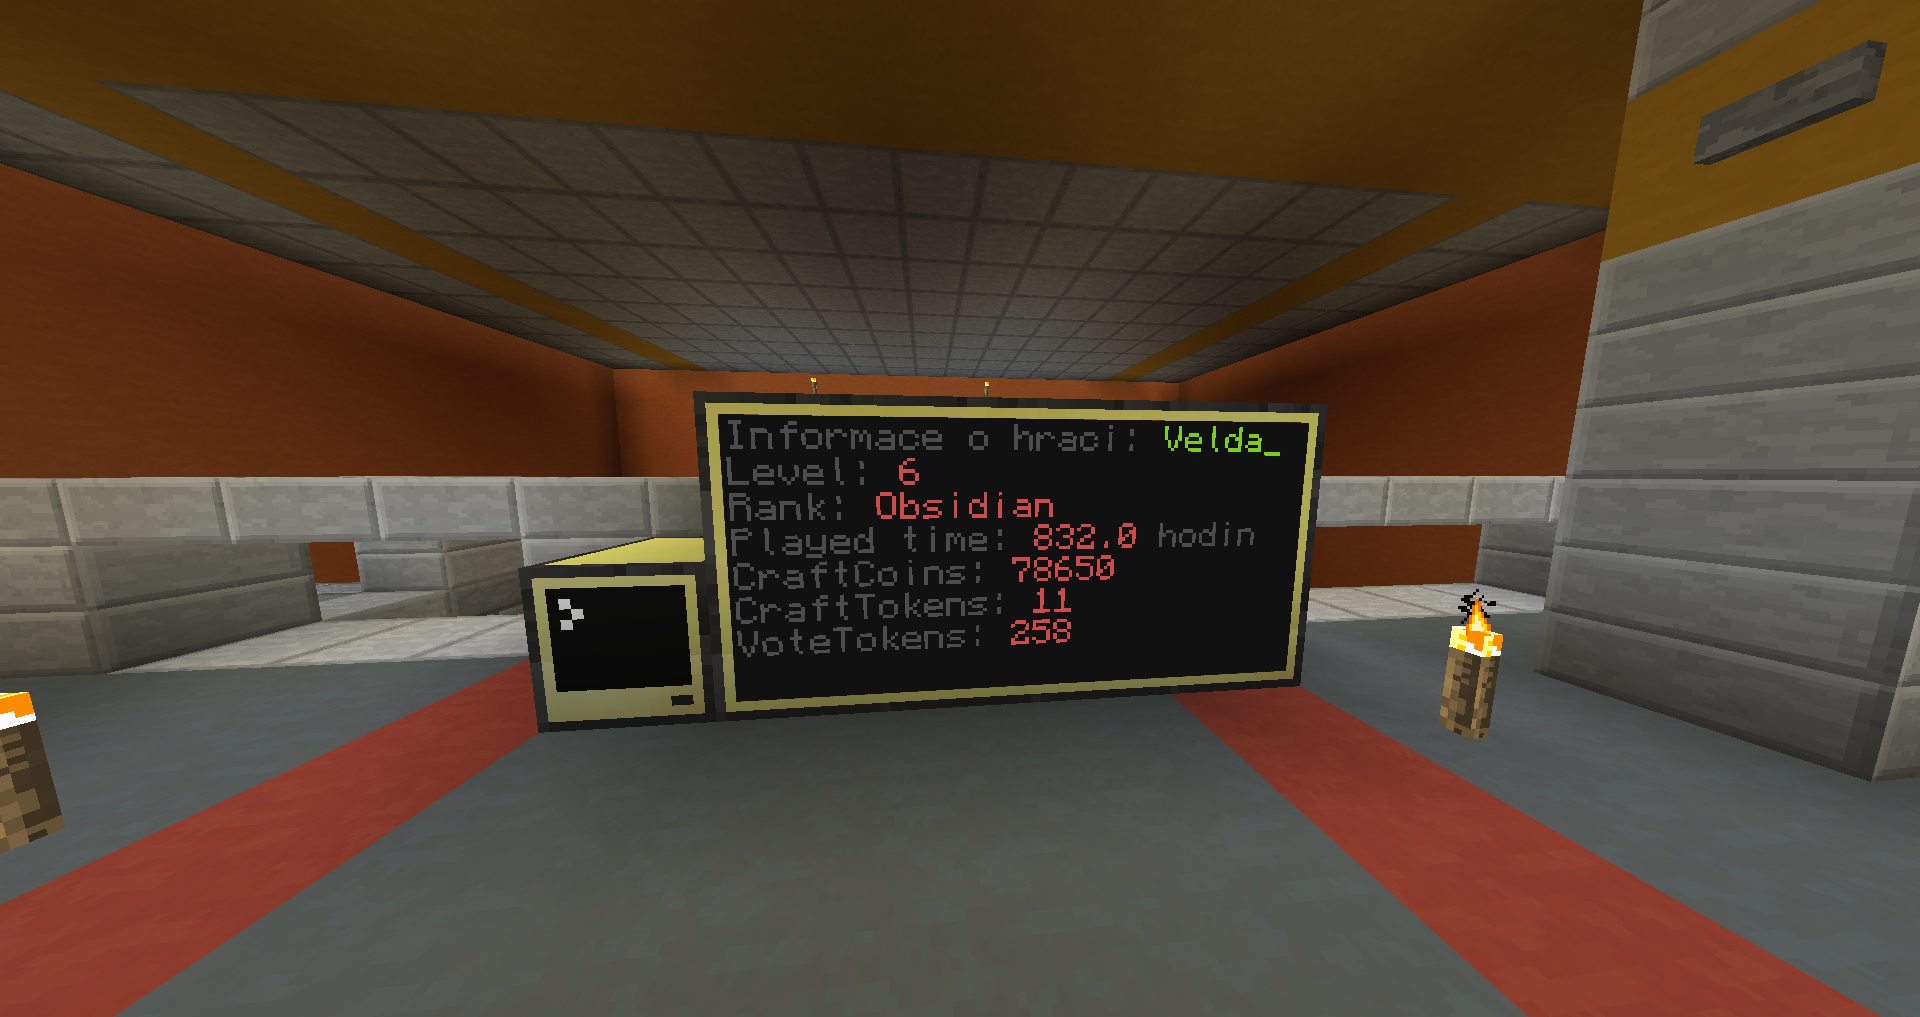 Informace o hraci: Velda_
Level: 6
Rank: Obsidian
Played time: 832.0 hodin
CraftCoins: 78650
CraftTokens: 11
VoteTokens: 258